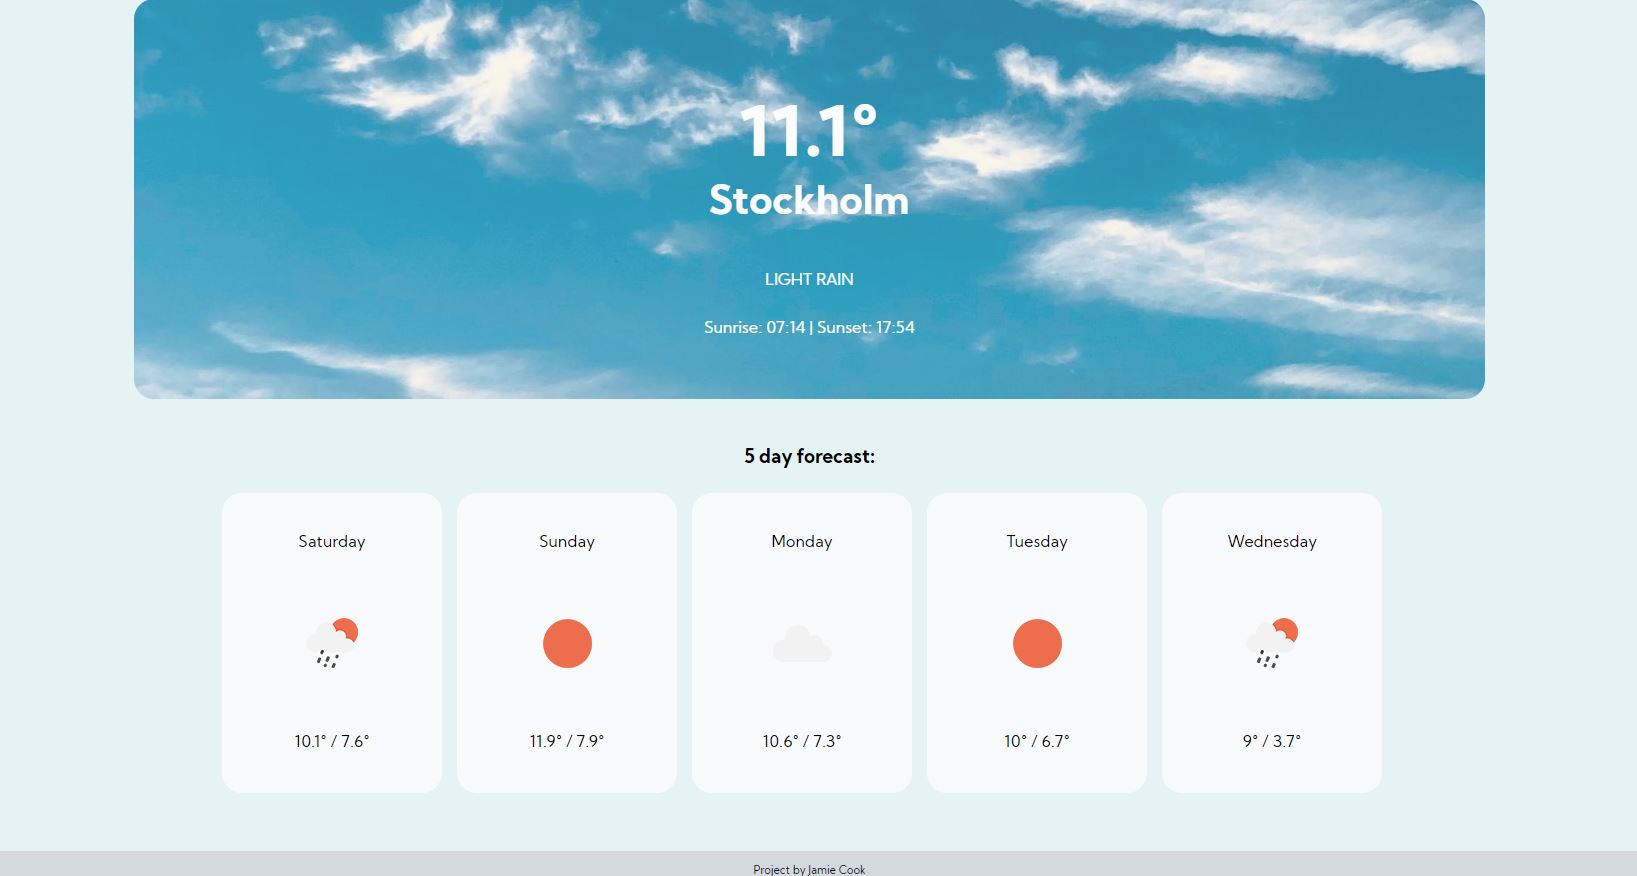 11.1°
Stockholm
LIGHT RAIN
Sunrise: 07:14 | Sunset: 17:54
5 day forecast:
Saturday
10.1° / 7.6°
Sunday
11.9° / 7.9°
Monday
10.6° / 7.3°
Tuesday
10° / 6.7°
Wednesday
9° / 3.7°
Project by Jamie Cook